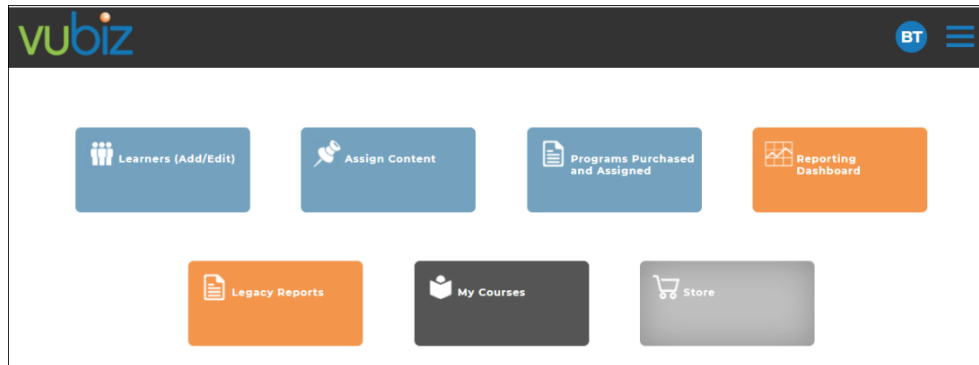 vubiz
BT
Learners (Add/Edit)
Assign Content
Programs Purchased
and Assigned
Reporting
Dashboard
Legacy Reports
My Courses
Store